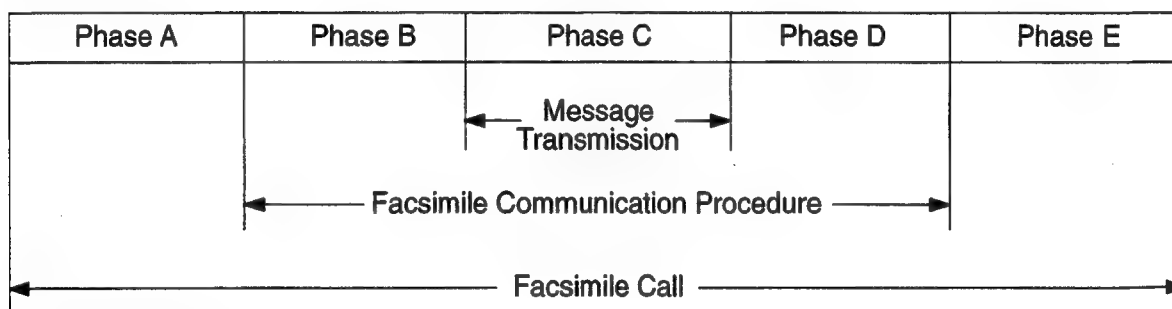 Phase A Phase B Phase C Phase D Phase E
Message
Transmission
Facsimile Communication Procedure
Facsimile Call